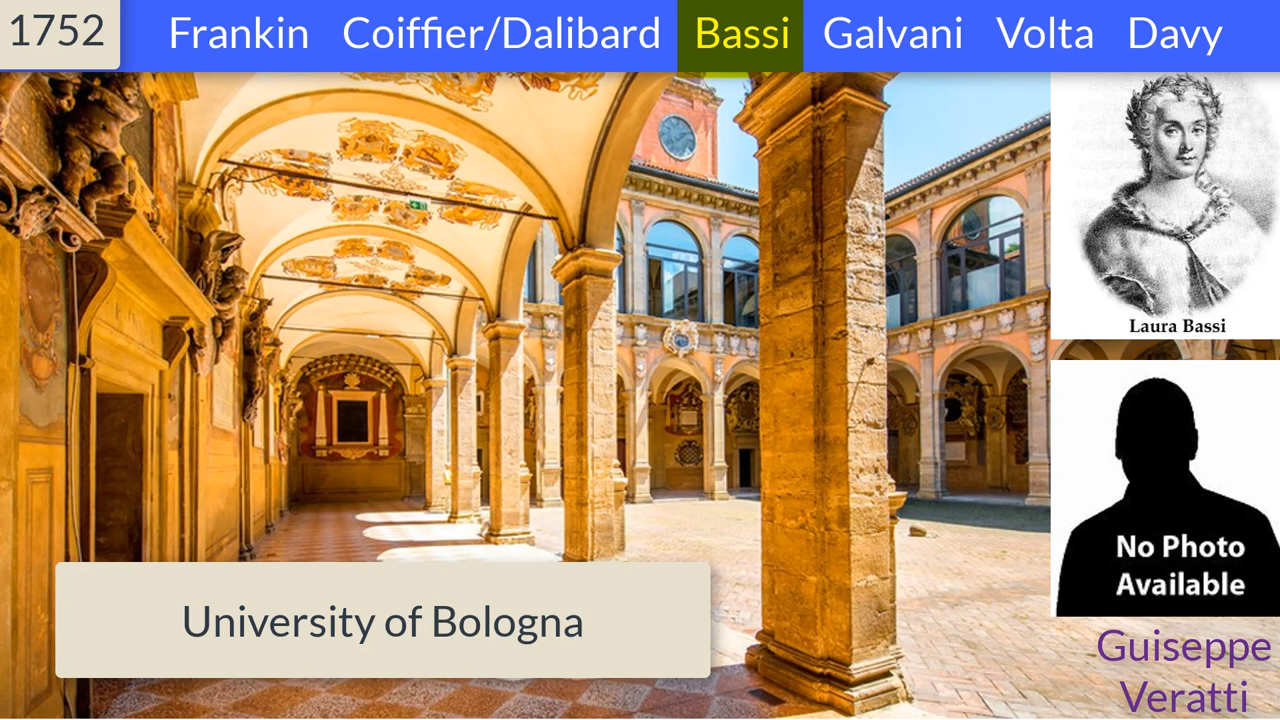 1752
Frankin Coiffier/Dalibard Bassi Galvani Volta Davy
Laura Bassi
No Photo
Available
University of Bologna
Guiseppe
Veratti